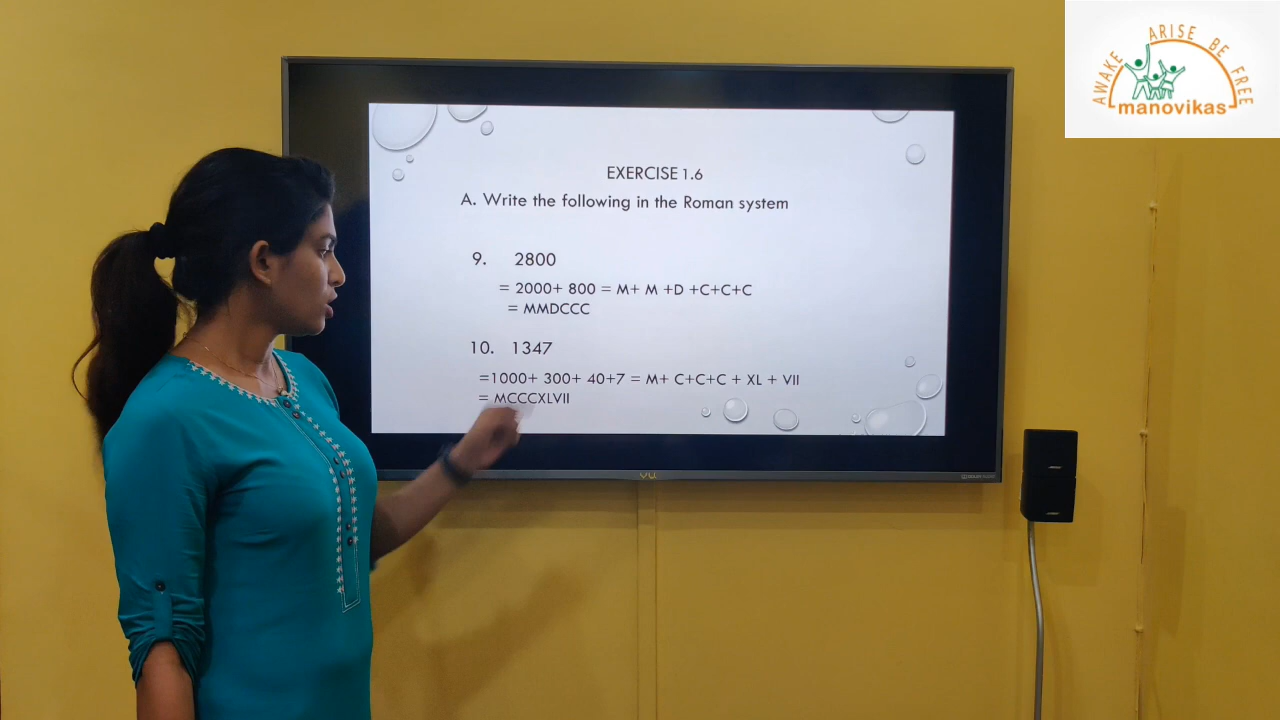 AWAKE ARISE BE FREE
manovikas
EXERCISE 1.6
A. Write the following in the Roman system
9. 2800
= 2000+ 800 = M+ M +D +C+C+C
= MMDCCC
10. 1347
=1000+ 300+ 40+7 = M+ C+C+C + XL + VII
= MCCCXLVII
VU